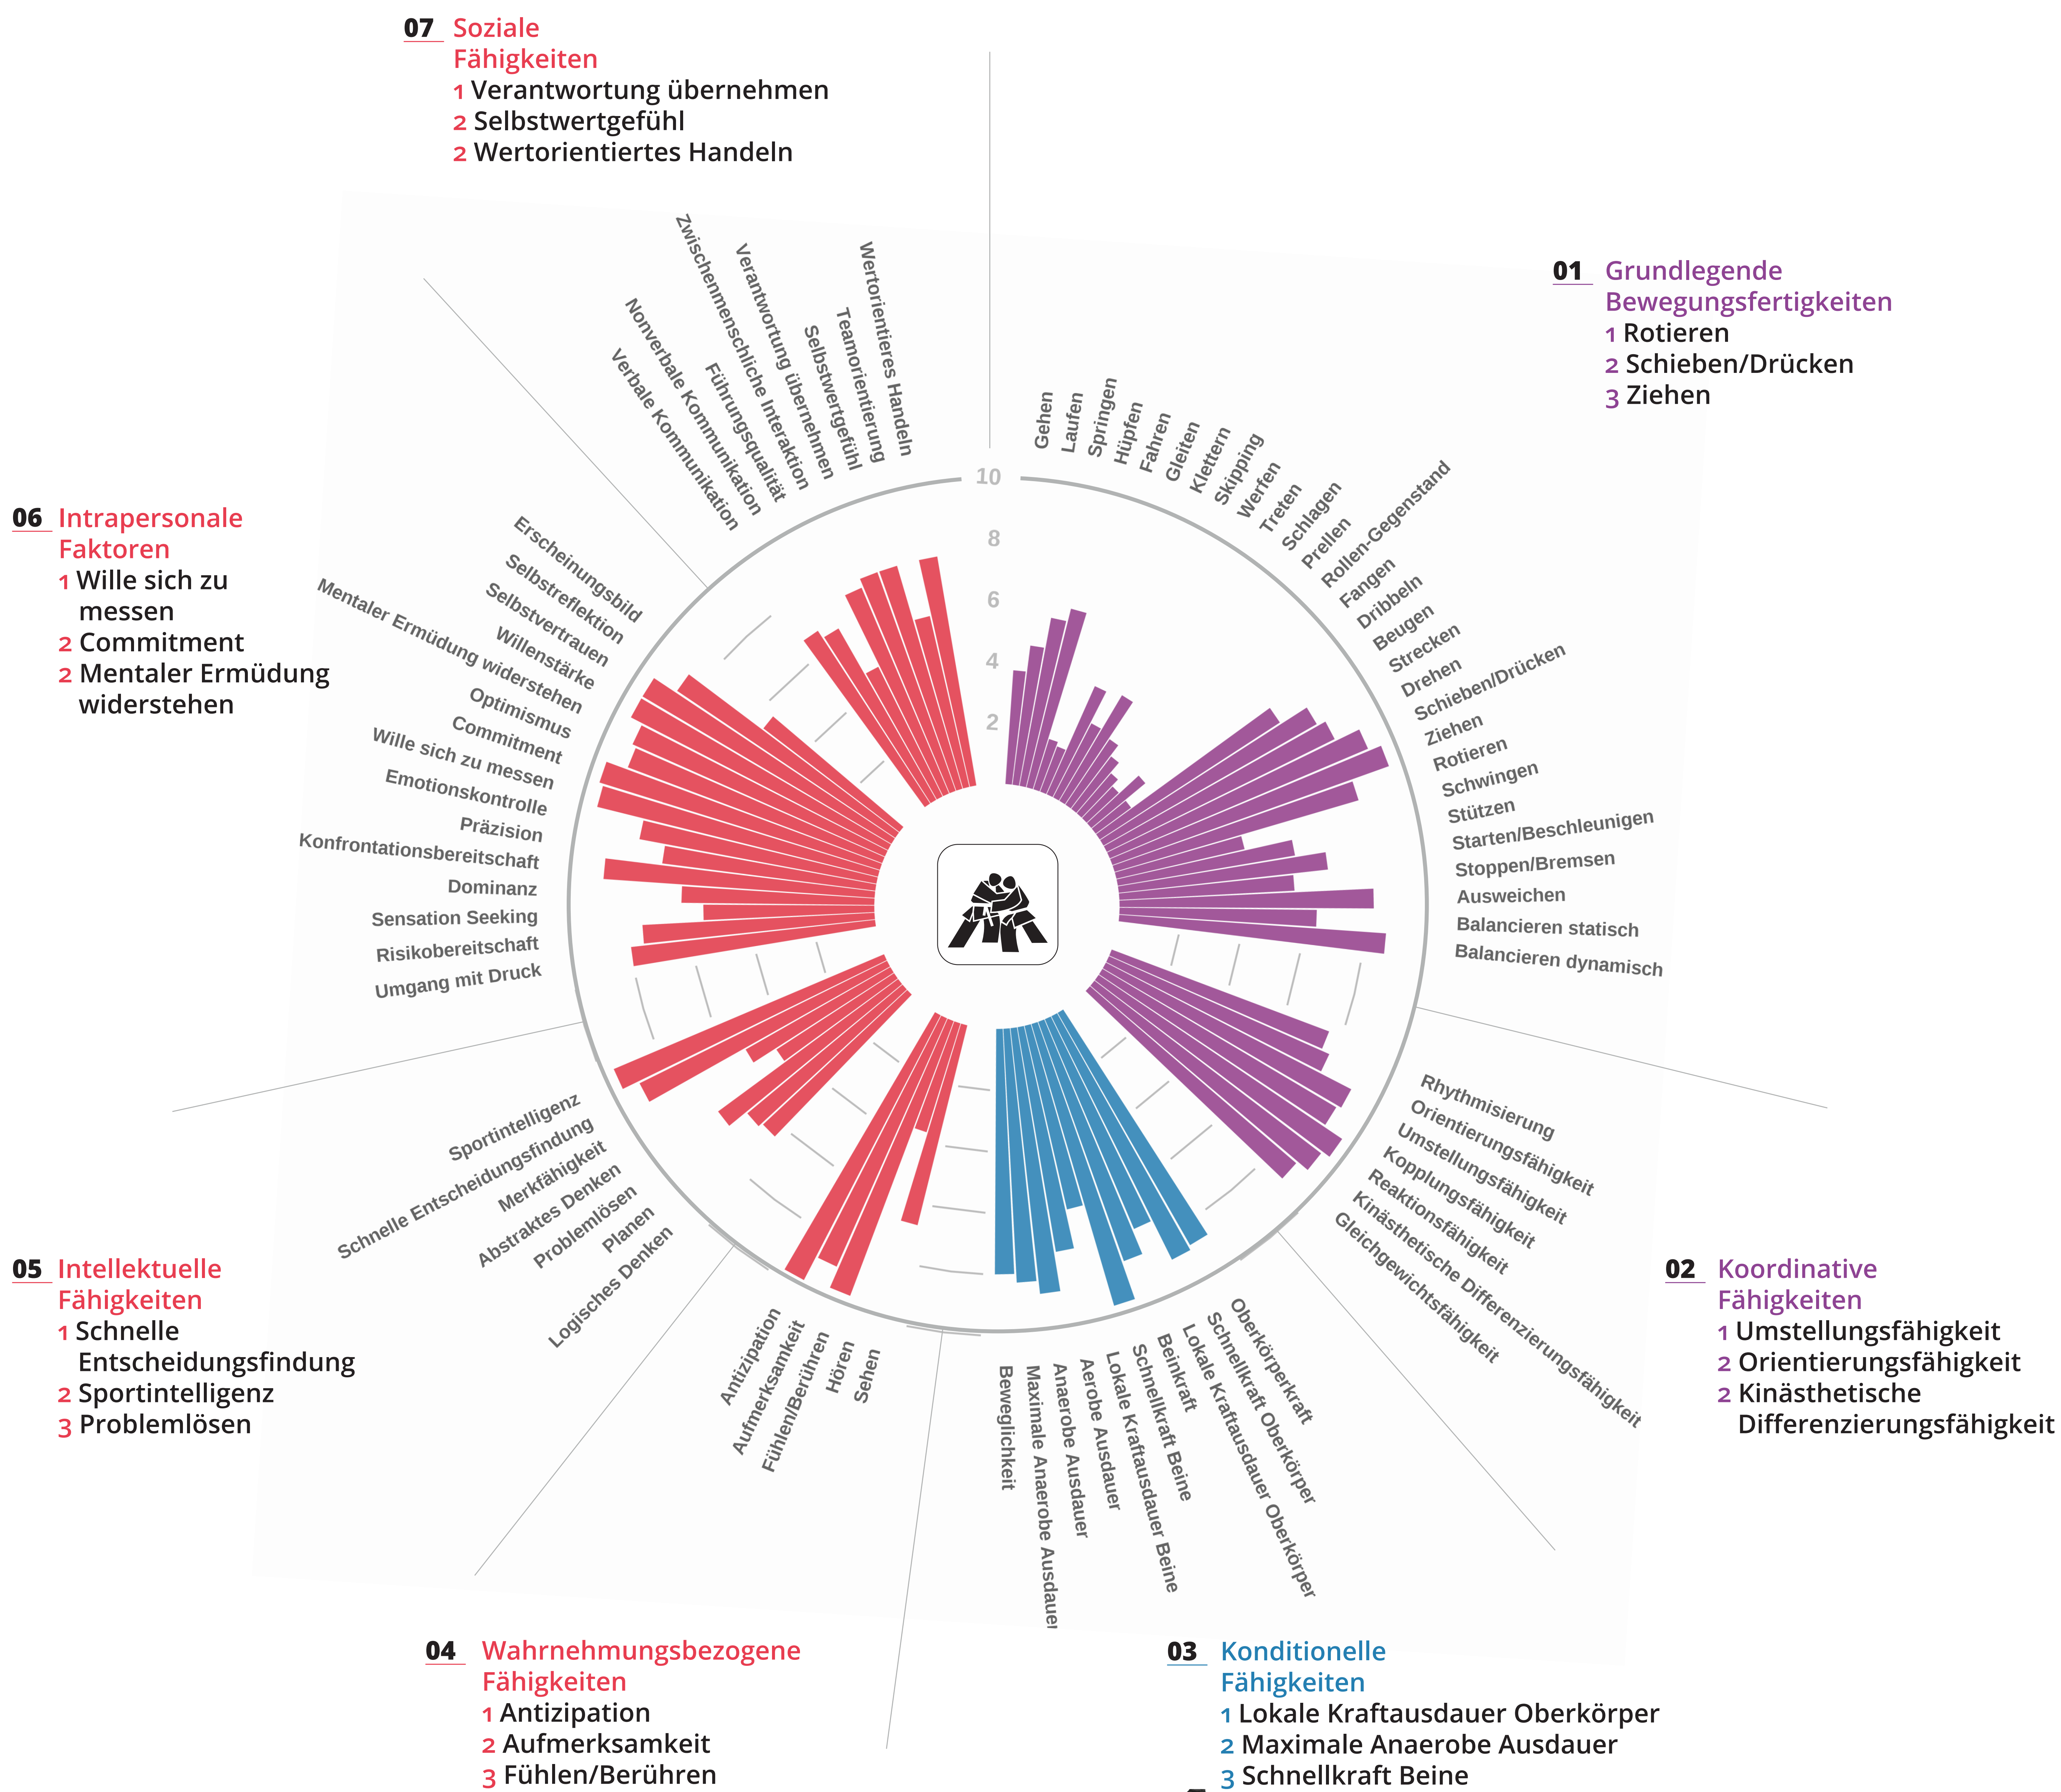 07 Soziale
Fähigkeiten
1 Verantwortung übernehmen
2 Selbstwertgefühl
2 Wertorientiertes Handeln
01 Grundlegende
Bewegungsfertigkeiten
1 Rotieren
2 Schieben/Drücken
3 Ziehen
06 Intrapersonale
Faktoren
1 Wille sich zu
messen
2 Commitment
2 Mentaler Ermüdung
widerstehen
Verbale Kommunikation
Nonverbale Kommunikation
Führungsqualität
Zwischenmenschliche Interaktion
Verantwortung übernehmen
Selbstwertgefühl
Teamorientierung
Wertorientieres Handeln
10
8
6
4
2
Gehen
Laufen
Springen
Hüpfen
Fahren
Gleiten
Klettern
Skipping
Werfen
Treten
Schlagen
Prellen
Rollen-Gegenstand
Fangen
Dribbeln
Beugen
Strecken
Drehen
Schieben/Drücken
Ziehen
Rotieren
Schwingen
Stützen
Starten/Beschleunigen
Stoppen/Bremsen
Ausweichen
Balancieren statisch
Balancieren dynamisch
Rhythmisierung
Orientierungsfähigkeit
Umstellungsfähigkeit
Kopplungsfähigkeit
Reaktionsfähigkeit
Kinästhetische Differenzierungsfähigkeit
Gleichgewichtsfähigkeit
Oberkörperkraft
Schnellkraft Oberkörper
Lokale Kraftausdauer Oberkörper
Beinkraft
Schnellkraft Beine
Lokale Kraftausdauer Beine
Aerobe Ausdauer
Anaerobe Ausdauer
Maximale Anaerobe Ausdauer
Beweglichkeit
Sehen
Hören
Fühlen/Berühren
Aufmerksamkeit
Antizipation
Logisches Denken
Planen
Problemlösen
Abstraktes Denken
Merkfähigkeit
Schnelle Entscheidungsfindung
Sportintelligenz
Umgang mit Druck
Risikobereitschaft
Sensation Seeking
Dominanz
Konfrontationsbereitschaft
Präzision
Emotionskontrolle
Wille sich zu messen
Commitment
Optimismus
Mentaler Ermüdung widerstehen
Willenstärke
Selbstvertrauen
Selbstreflektion
Erscheinungsbild
05 Intellektuelle
Fähigkeiten
1 Schnelle
Entscheidungsfindung
2 Sportintelligenz
3 Problemlösen
02 Koordinative
Fähigkeiten
1 Umstellungsfähigkeit
2 Orientierungsfähigkeit
2 Kinästhetische
Differenzierungsfähigkeit
04 Wahrnehmungsbezogene
Fähigkeiten
1 Antizipation
2 Aufmerksamkeit
3 Fühlen/Berühren
03 Konditionelle
Fähigkeiten
1 Lokale Kraftausdauer Oberkörper
2 Maximale Anaerobe Ausdauer
3 Schnellkraft Beine